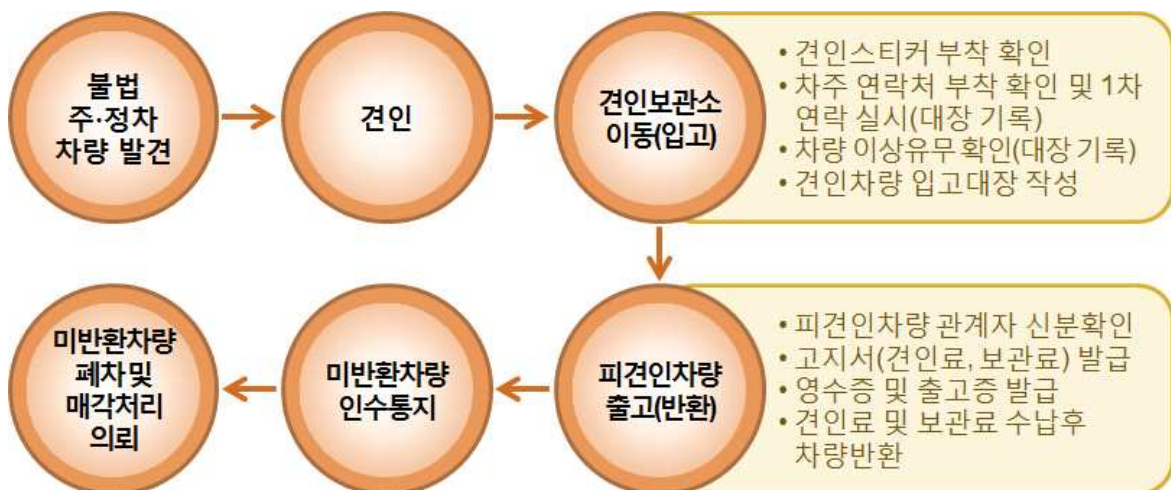 불법
주·정차
차량 발견
견인
견인보관소
이동(입고)
• 견인스티커 부착 확인
• 차주 연락처 부착 확인 및 1차
연락 실시(대장 기록)
• 차량 이상유무 확인(대장 기록)
• 견인차량 입고대장 작성
피견인차량
출고(반환)
• 피견인차량 관계자 신분확인
• 고지서(견인료, 보관료) 발급
• 영수증 및 출고증 발급
• 견인료 및 보관료 수납후
차량반환
미반환차량
인수통지
미반환차량
폐차 및
매각처리
의뢰